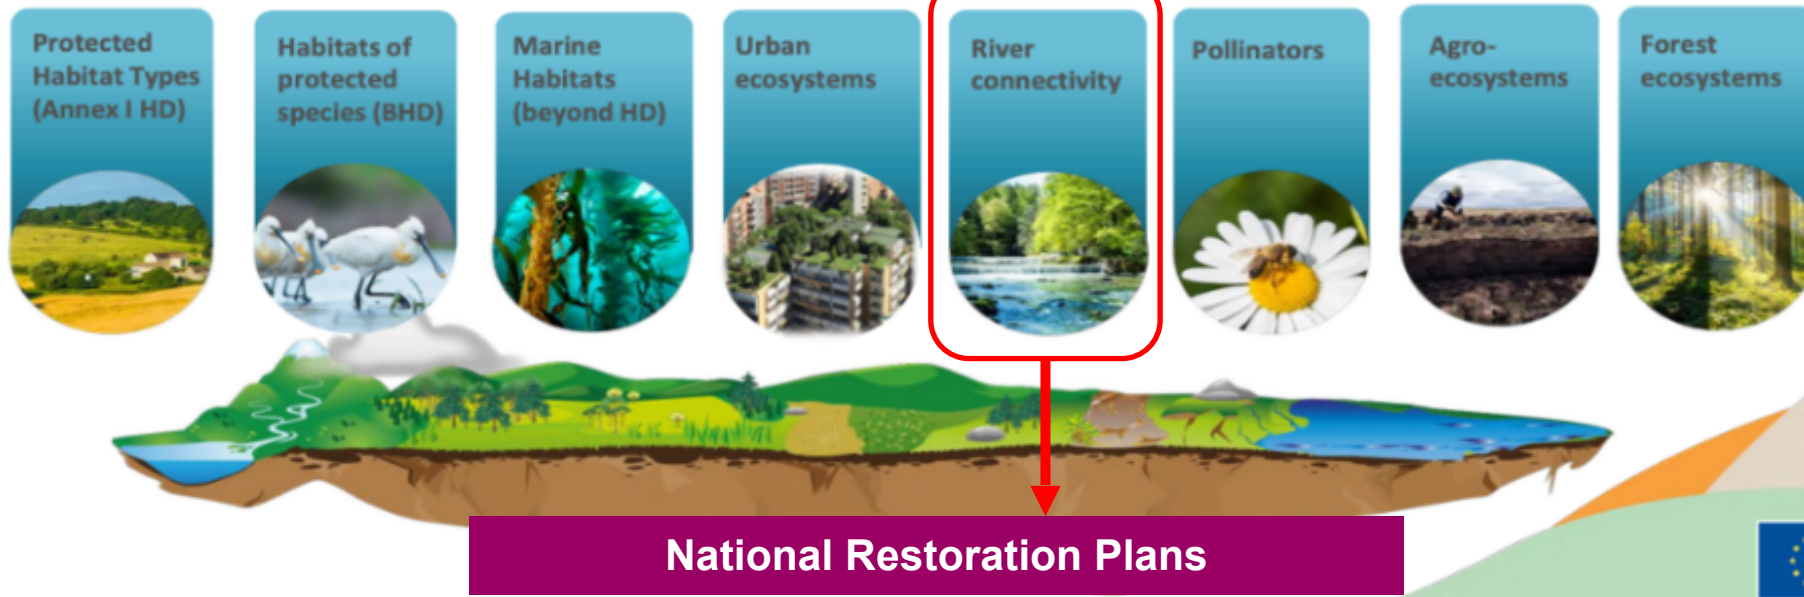 Protected
Habitat Types
(Annex I HD)
Habitats of
protected
species (BHD)
Marine
Habitats
(beyond HD)
Urban
ecosystems
River
connectivity
Pollinators
Agro-
ecosystems
Forest
ecosystems
National Restoration Plans